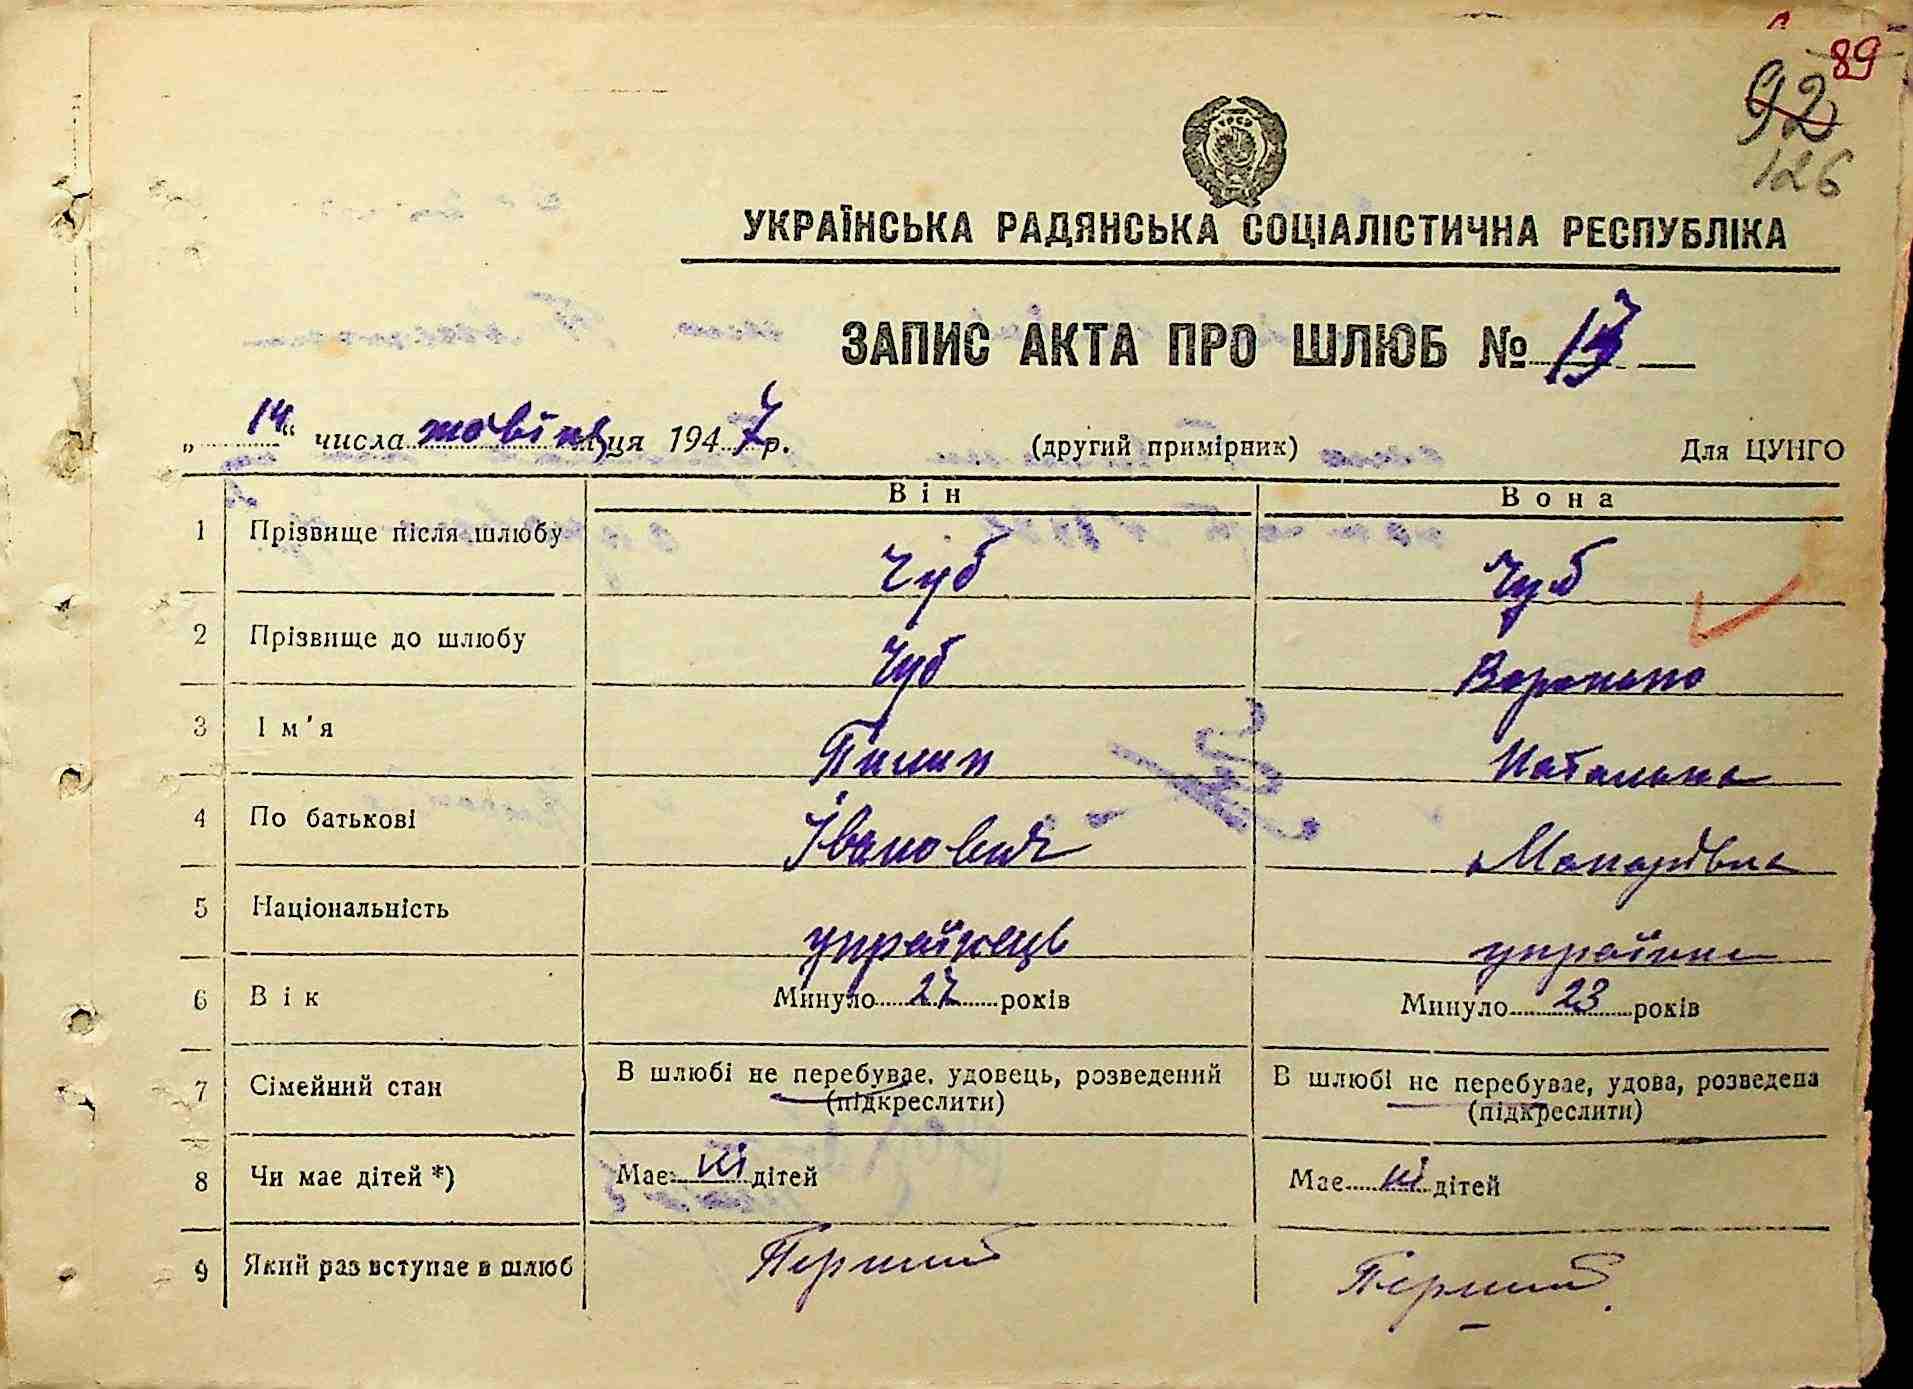 89
92
126
УКРАЇНСЬКА РАДЯНСЬКА СОЦІАЛІСТИЧНА РЕСПУБЛІКА
ЗАПИС АКТА ПРО ШЛЮБ № 17
„14“ числа жовтня місяця 1947 р. (другий примірник) Для ЦУНГО
Він Вона
1 Прізвище після шлюбу Чуб Чуб
2 Прізвище до шлюбу Чуб
3 Ім'я Пилип Наталка
4 По батькові Іванович Макарівна
5 Національність українець українка
6 Вік Минуло 27 років Минуло 23 років
7 Сімейний стан В шлюбі не перебуває, удовець, розведений В шлюбі не перебуває, удова, розведена
(підкреслити) (підкреслити)
8 Чи має дітей *) Має ні дітей Має ні дітей
9 Який раз вступає в шлюб Перший Перший